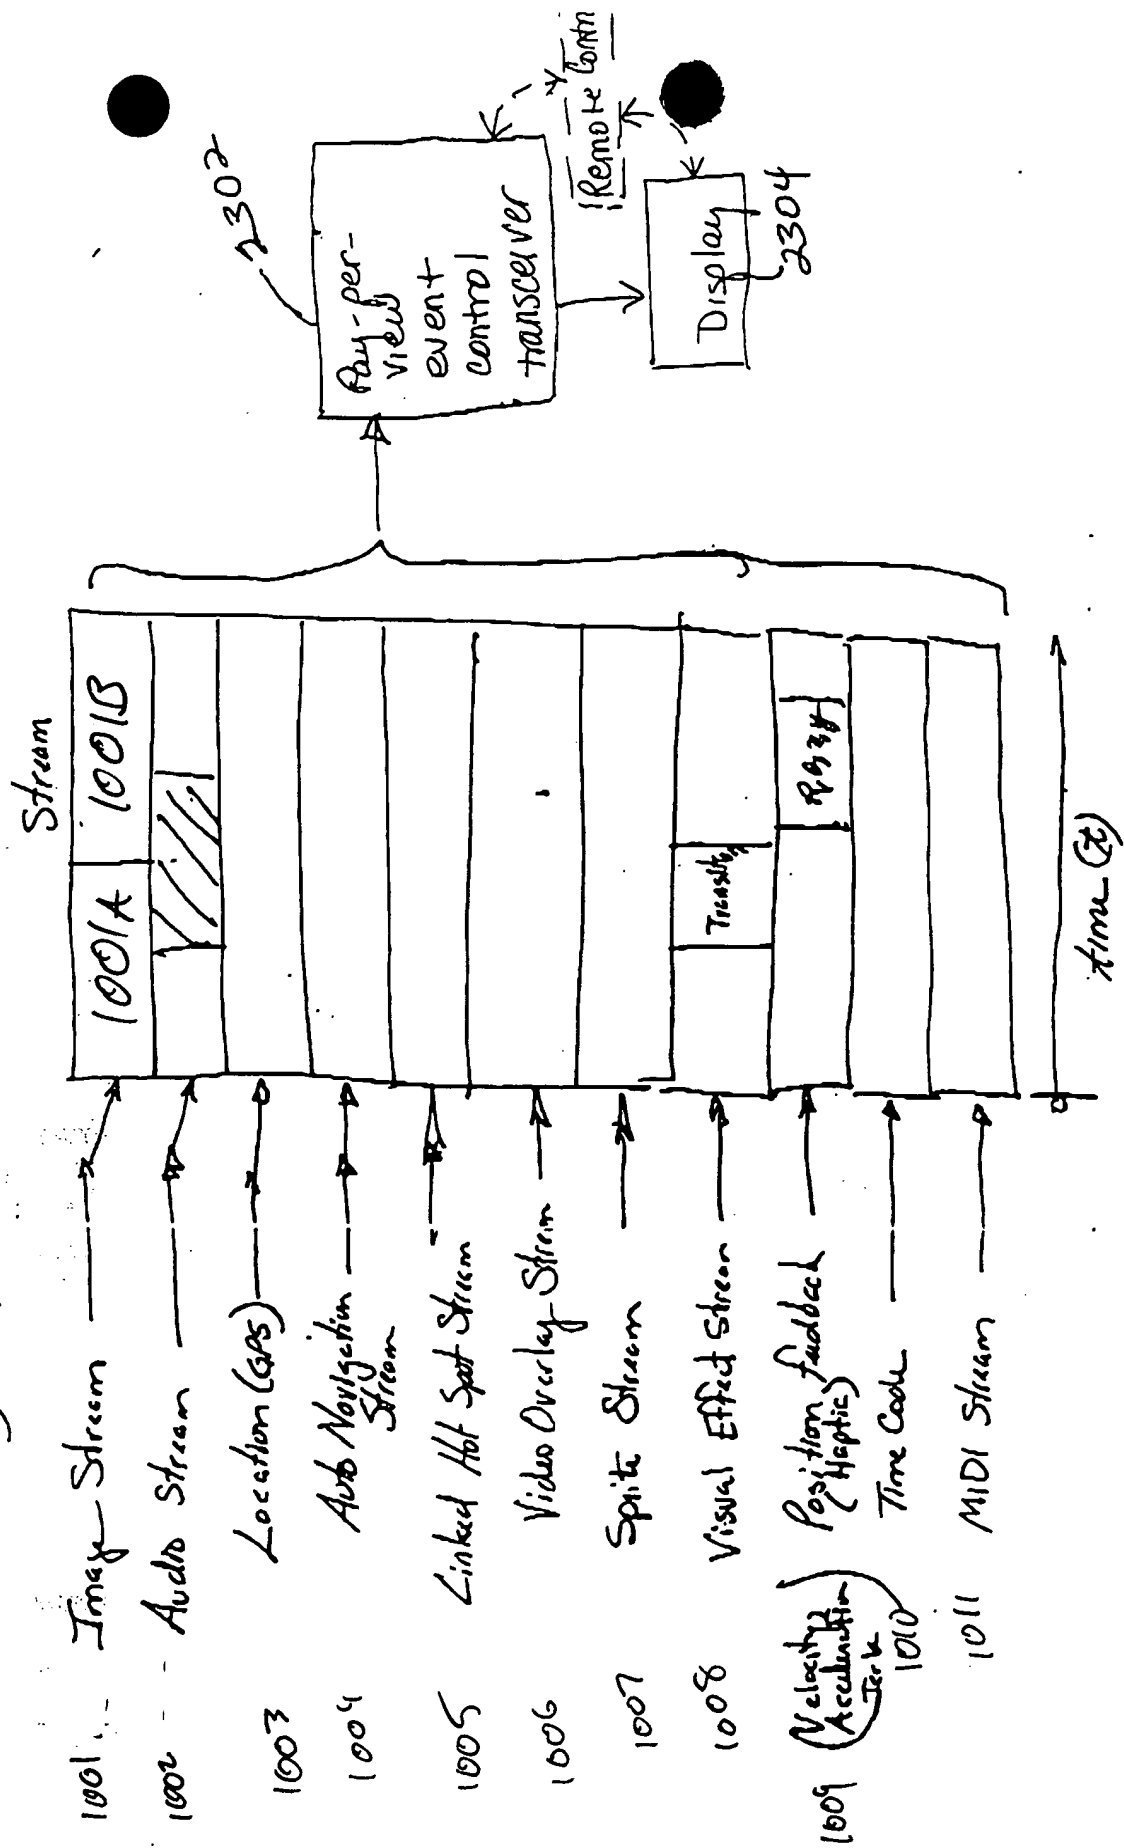 Stream
1001 Image Stream
1001A 1001B
1002 Audio Stream
1003 Location (GPS)
1004 Auto Navigation
Stream
1005 Linked Hot Spot Stream
1006 Video Overlay Stream
1007 Sprite Stream
1008 Visual Effect Stream
1009 (Velocity
Acceleration
Jerk
Position feedback
(Haptic)
1010 Time Code
1011 MIDI Stream
time (t)
2302
Pay-per-
view
event
control
transceiver
Remote
Display
2304